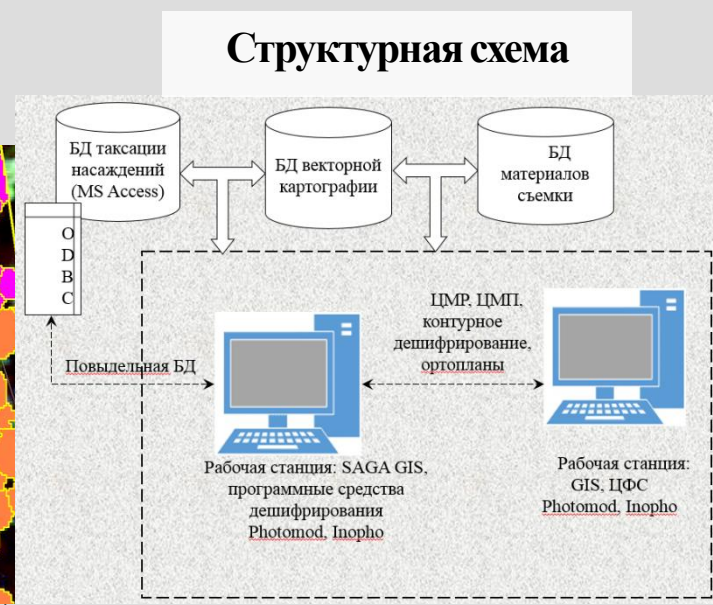 Структурная схема
БД таксации
насаждений
(MS Access)
БД векторной
картографии
БД
материалов
съемки
O
D
B
C
Повыдельная БД
ЦМР, ЦМП,
контурное
дешифрирование,
ортопланы
Рабочая станция: SAGA GIS,
программные средства
дешифрирования
Photomod, Inopho
Рабочая станция:
GIS, ЦФС
Photomod, Inopho